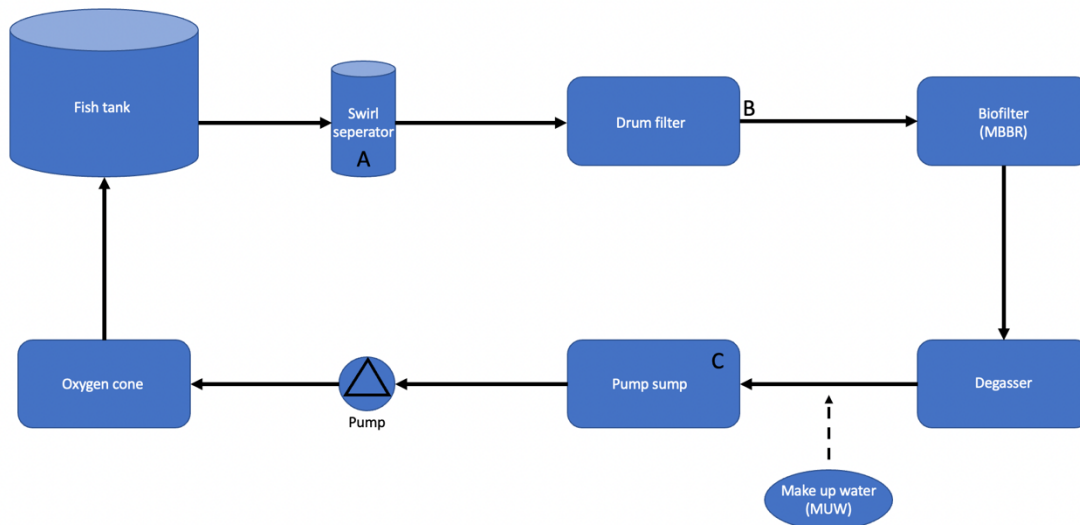 Fish tank
Swirl
seperator
A
Drum filter
B
Biofilter
(MBBR)
Oxygen cone
Pump
Pump sump
C
Degasser
Make up water
(MUW)